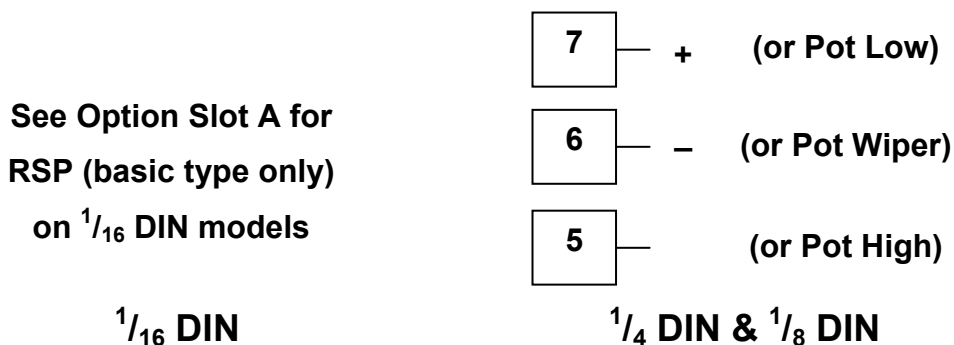 See Option Slot A for
RSP (basic type only)
on 1/16 DIN models
1/16 DIN
7 + (or Pot Low)
6 – (or Pot Wiper)
5 (or Pot High)
1/4 DIN & 1/8 DIN